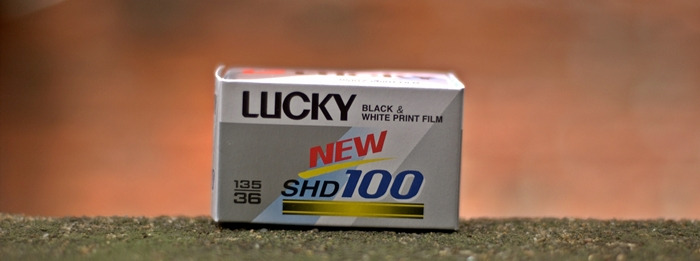 LUCKY
BLACK &
WHITE PRINT FILM
NEW
135
36
SHD100